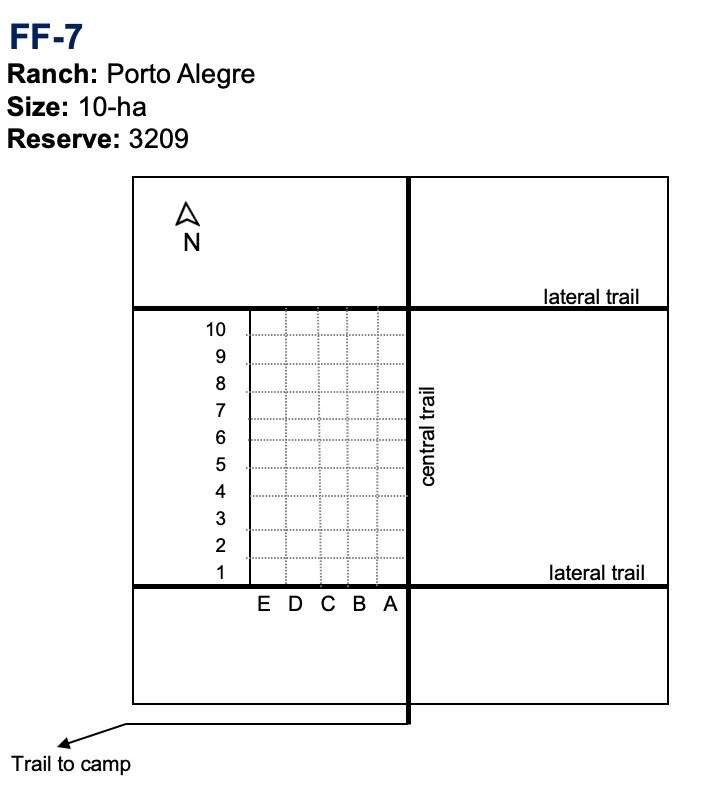 FF-7
Ranch: Porto Alegre
Size: 10-ha
Reserve: 3209
N
lateral trail
10
9
8
7
6
5
4
3
2
1
central trail
lateral trail
E D C B A
Trail to camp